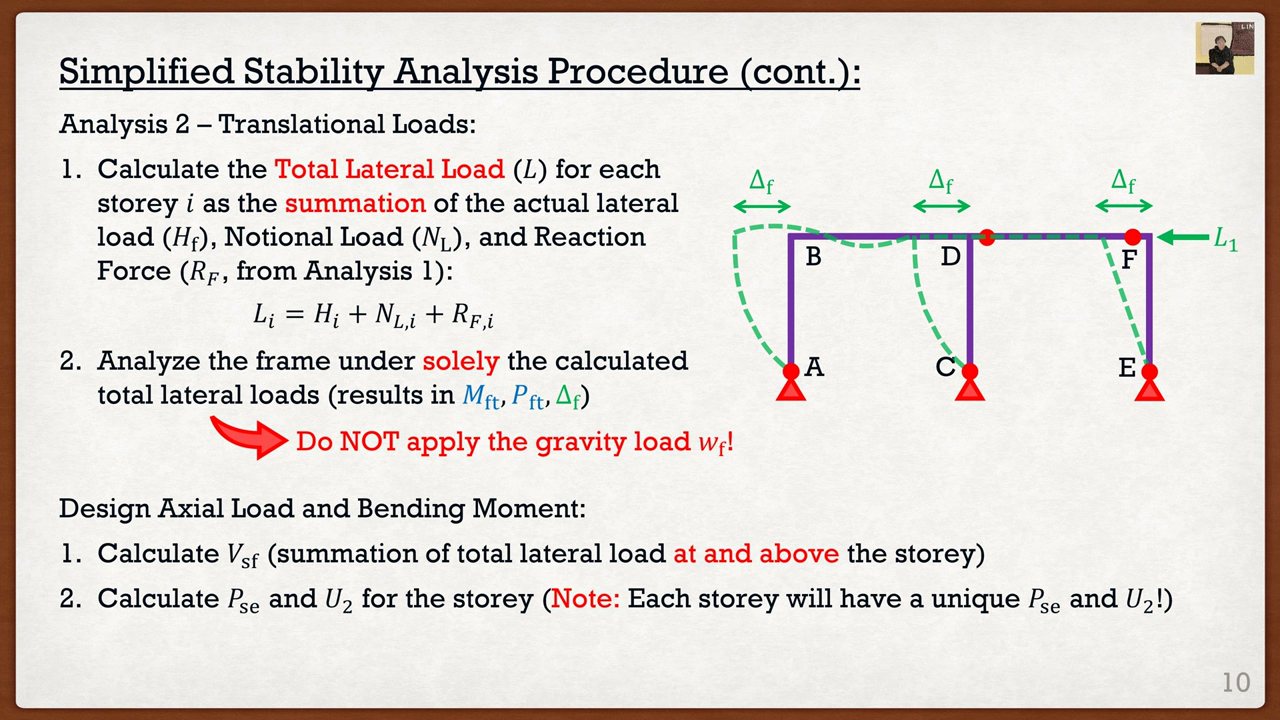 Simplified Stability Analysis Procedure (cont.):
Analysis 2 – Translational Loads:
1. Calculate the Total Lateral Load (L) for each
storey i as the summation of the actual lateral
load (H_f), Notional Load (N_L), and Reaction
Force (R_F, from Analysis 1):
L_i = H_i + N_{L,i} + R_{F,i}
2. Analyze the frame under solely the calculated
total lateral loads (results in M_ft, P_ft, Δ_f)
Do NOT apply the gravity load w_f!
Δ_f Δ_f Δ_f
L_1
B D F
A C E
Design Axial Load and Bending Moment:
1. Calculate V_sf (summation of total lateral load at and above the storey)
2. Calculate P_se and U_2 for the storey (Note: Each storey will have a unique P_se and U_2!)
10
LIN